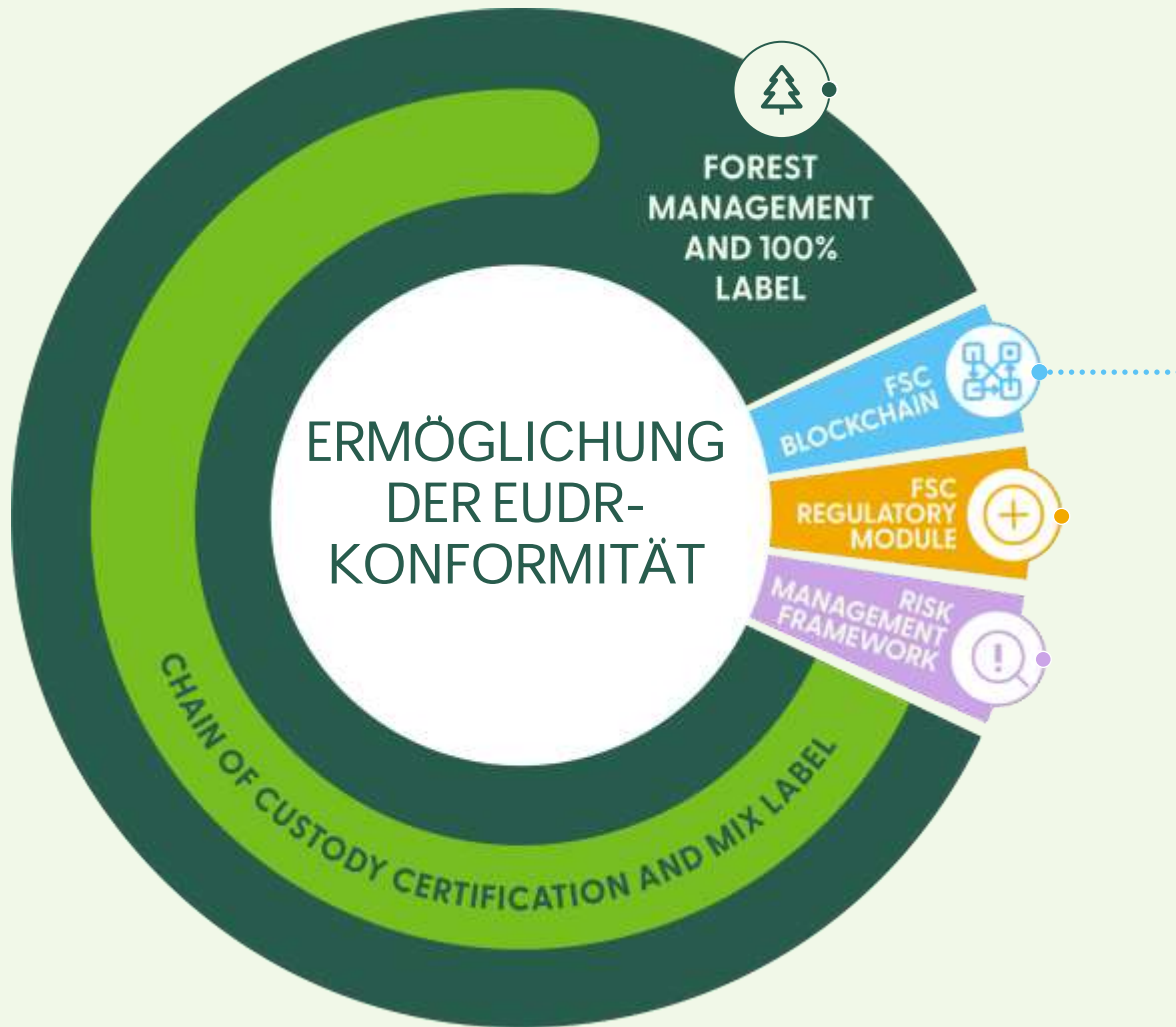 FOREST
MANAGEMENT
AND 100%
LABEL
FSC
BLOCKCHAIN
FSC
REGULATORY
MODULE
RISK
MANAGEMENT
FRAMEWORK
ERMÖGLICHUNG
DER EUDR-
KONFORMITÄT
CHAIN OF CUSTODY CERTIFICATION AND MIX LABEL